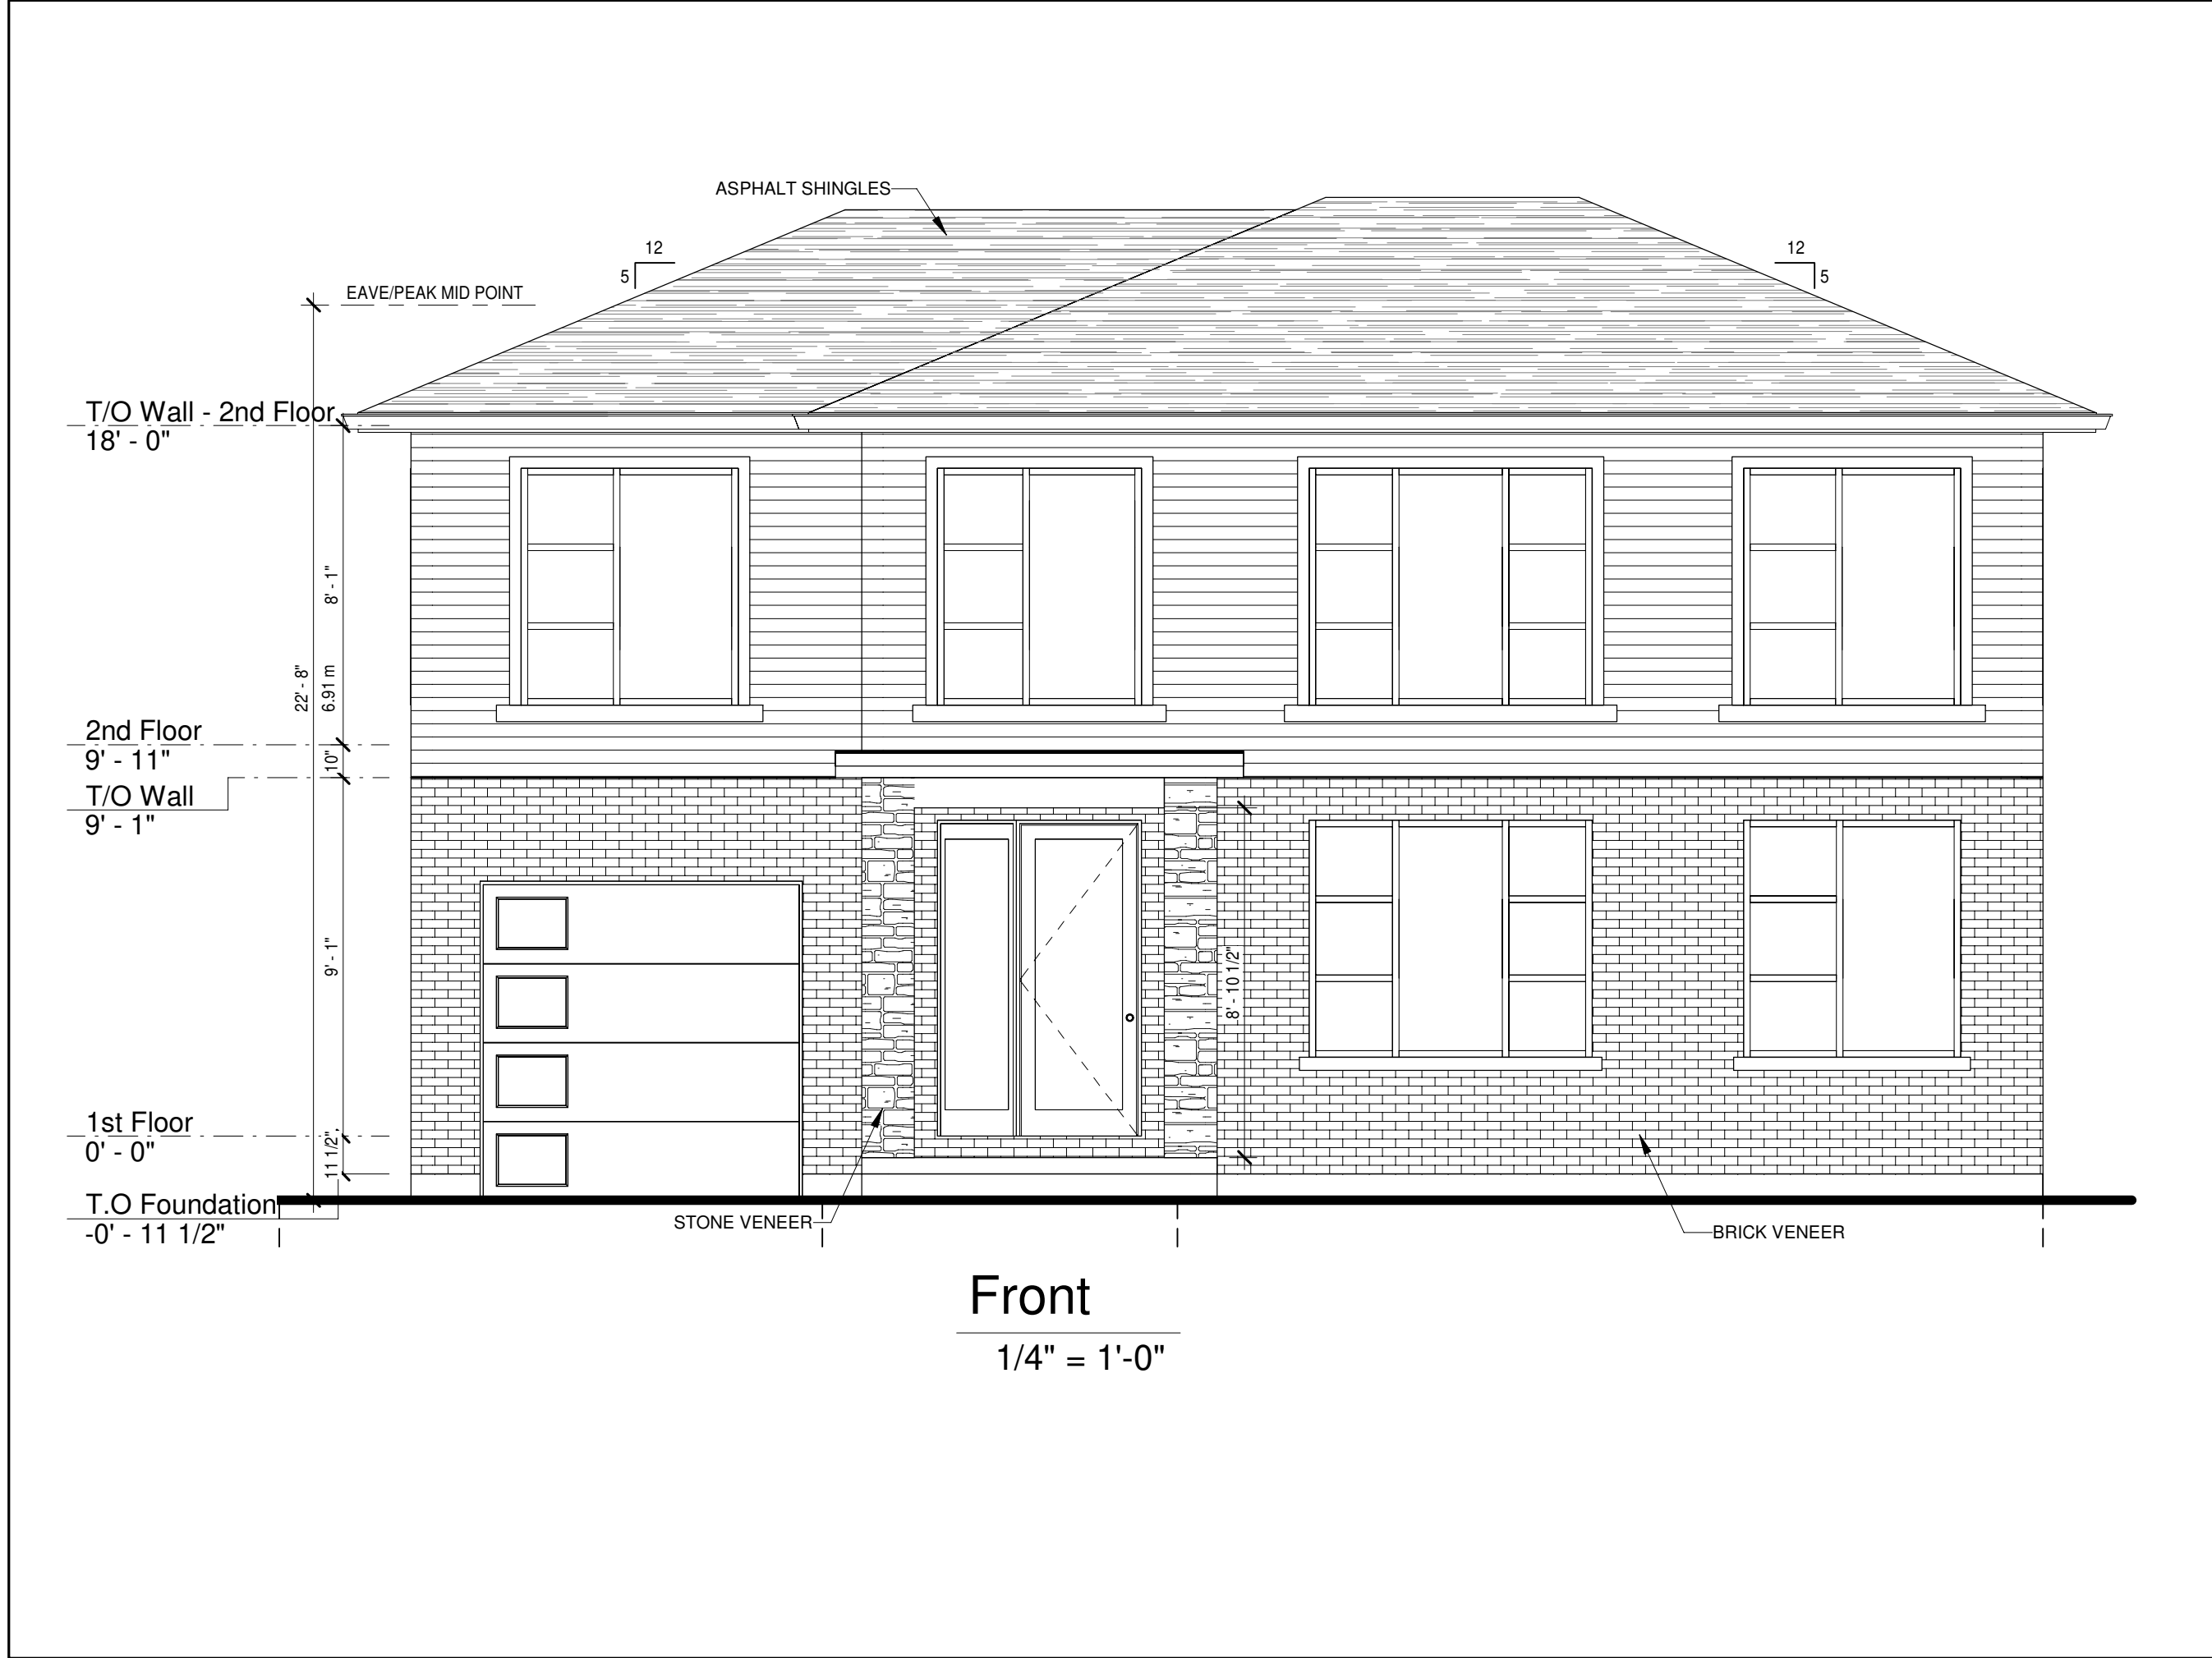 ASPHALT SHINGLES
12
5
12
5
EAVE/PEAK MID POINT
T/O Wall - 2nd Floor
18' - 0"
8' - 1"
22' - 8"
6.91 m
2nd Floor
9' - 11"
10"
T/O Wall
9' - 1"
9' - 1"
8' - 10 1/2"
1st Floor
0' - 0"
11 1/2"
T.O Foundation
-0' - 11 1/2"
STONE VENEER
BRICK VENEER
Front
1/4" = 1'-0"